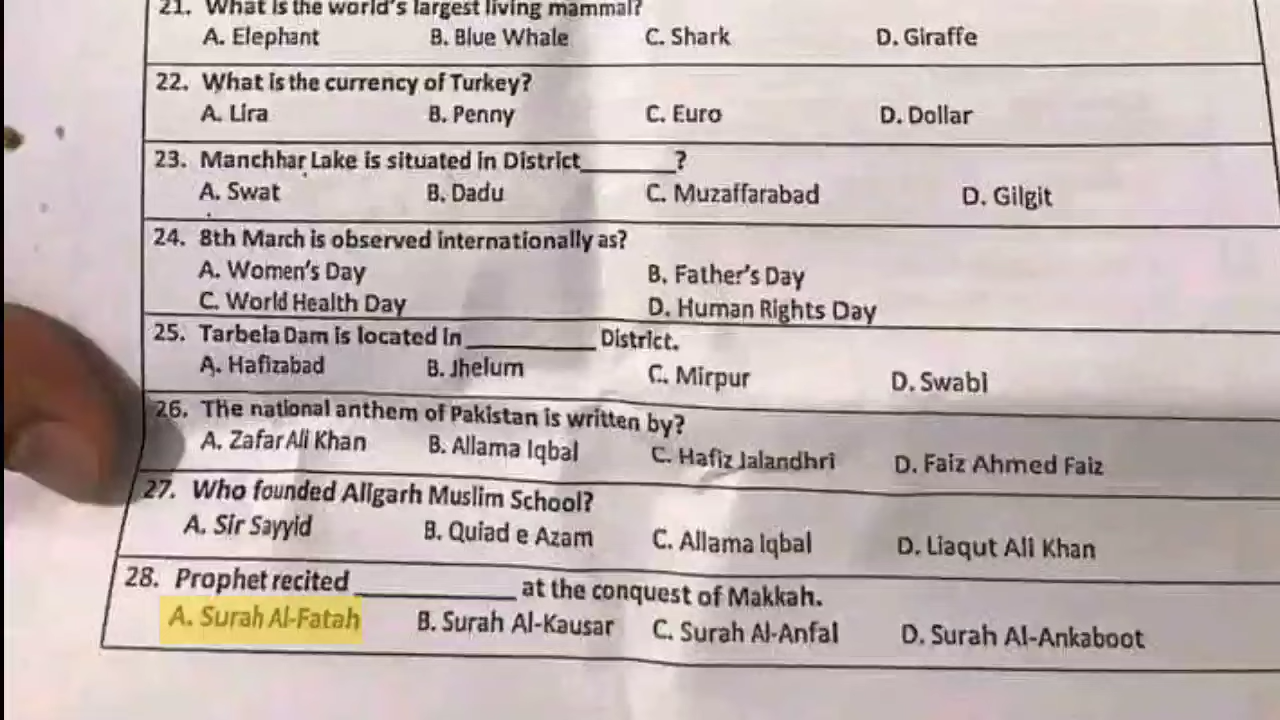 21. What is the world's largest living mammal?
A. Elephant B. Blue Whale C. Shark D. Giraffe
22. What is the currency of Turkey?
A. Lira B. Penny C. Euro D. Dollar
23. Manchhar Lake is situated in District_______?
A. Swat B. Dadu C. Muzaffarabad D. Gilgit
24. 8th March is observed internationally as?
A. Women's Day B. Father's Day
C. World Health Day D. Human Rights Day
25. Tarbela Dam is located in __________ District.
A. Hafizabad B. Jhelum C. Mirpur D. Swabi
26. The national anthem of Pakistan is written by?
A. Zafar Ali Khan B. Allama Iqbal C. Hafiz Jalandhri D. Faiz Ahmed Faiz
27. Who founded Aligarh Muslim School?
A. Sir Sayyid B. Quiad e Azam C. Allama Iqbal D. Liaqut Ali Khan
28. Prophet recited ____________ at the conquest of Makkah.
A. Surah Al-Fatah B. Surah Al-Kausar C. Surah Al-Anfal D. Surah Al-Ankaboot